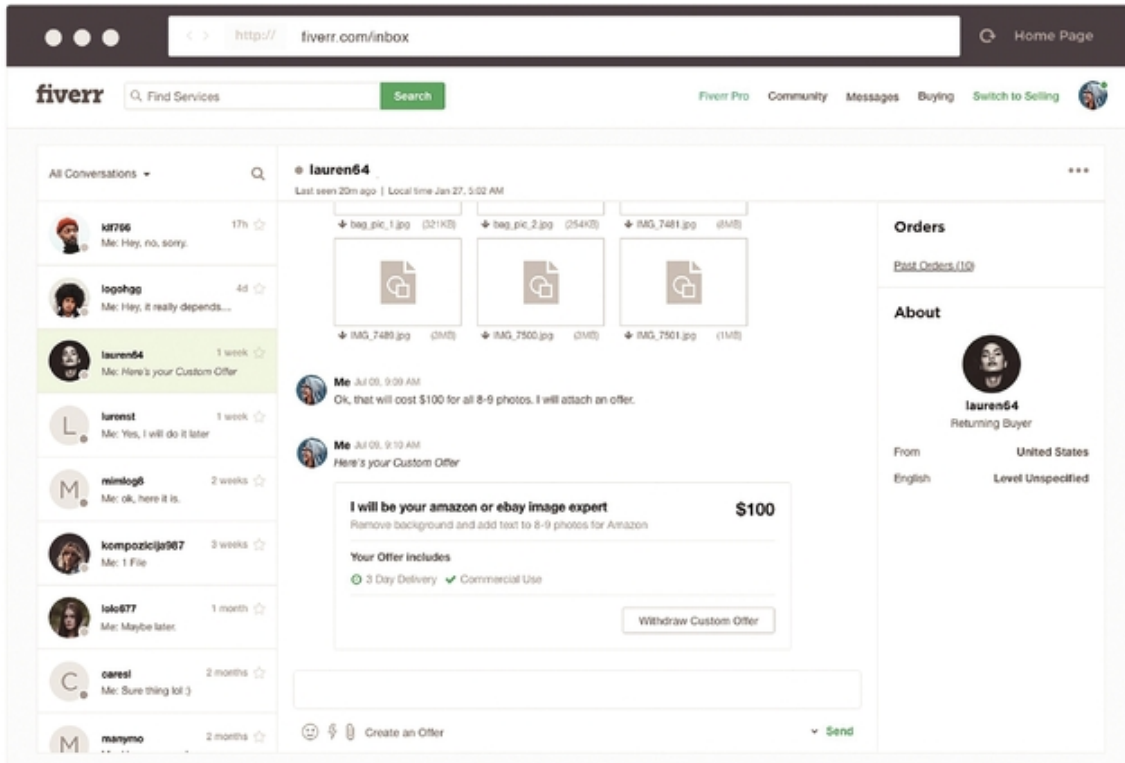 http:// fiverr.com/inbox Home Page
fiverr Find Services Search Fiverr Pro Community Messages Buying Switch to Selling
All Conversations
kdf766 17h
Me: Hey, no, sorry.
logohgg 4d
Me: Hey, it really depends....
lauren64 1 week
Me: Here's your Custom Offer
lurenst 1 week
Me: Yes, I will do it later
L
mimlog8 2 weeks
Me: ok, here it is.
M
kompozicija987 3 weeks
Me: 1 File
lolo677 1 month
Me: Maybe later.
caresl 2 months
Me: Sure thing lol :)
C
manymo 2 months
M
lauren64
Last seen 20m ago | Local time Jan 27, 5:02 AM
bag_pic_1.jpg (321KB) bag_pic_2.jpg (254KB) IMG_7481.jpg (8MB)
IMG_7489.jpg (3MB) IMG_7500.jpg (3MB) IMG_7501.jpg (1MB)
Me Jul 09, 9:09 AM
Ok, that will cost $100 for all 8-9 photos. I will attach an offer.
Me Jul 09, 9:10 AM
Here's your Custom Offer
I will be your amazon or ebay image expert $100
Remove background and add text to 8-9 photos for Amazon
Your Offer includes
3 Day Delivery Commercial Use
Withdraw Custom Offer
Create an Offer Send
Orders
Past Orders (10)
About
lauren64
Returning Buyer
From United States
English Level Unspecified